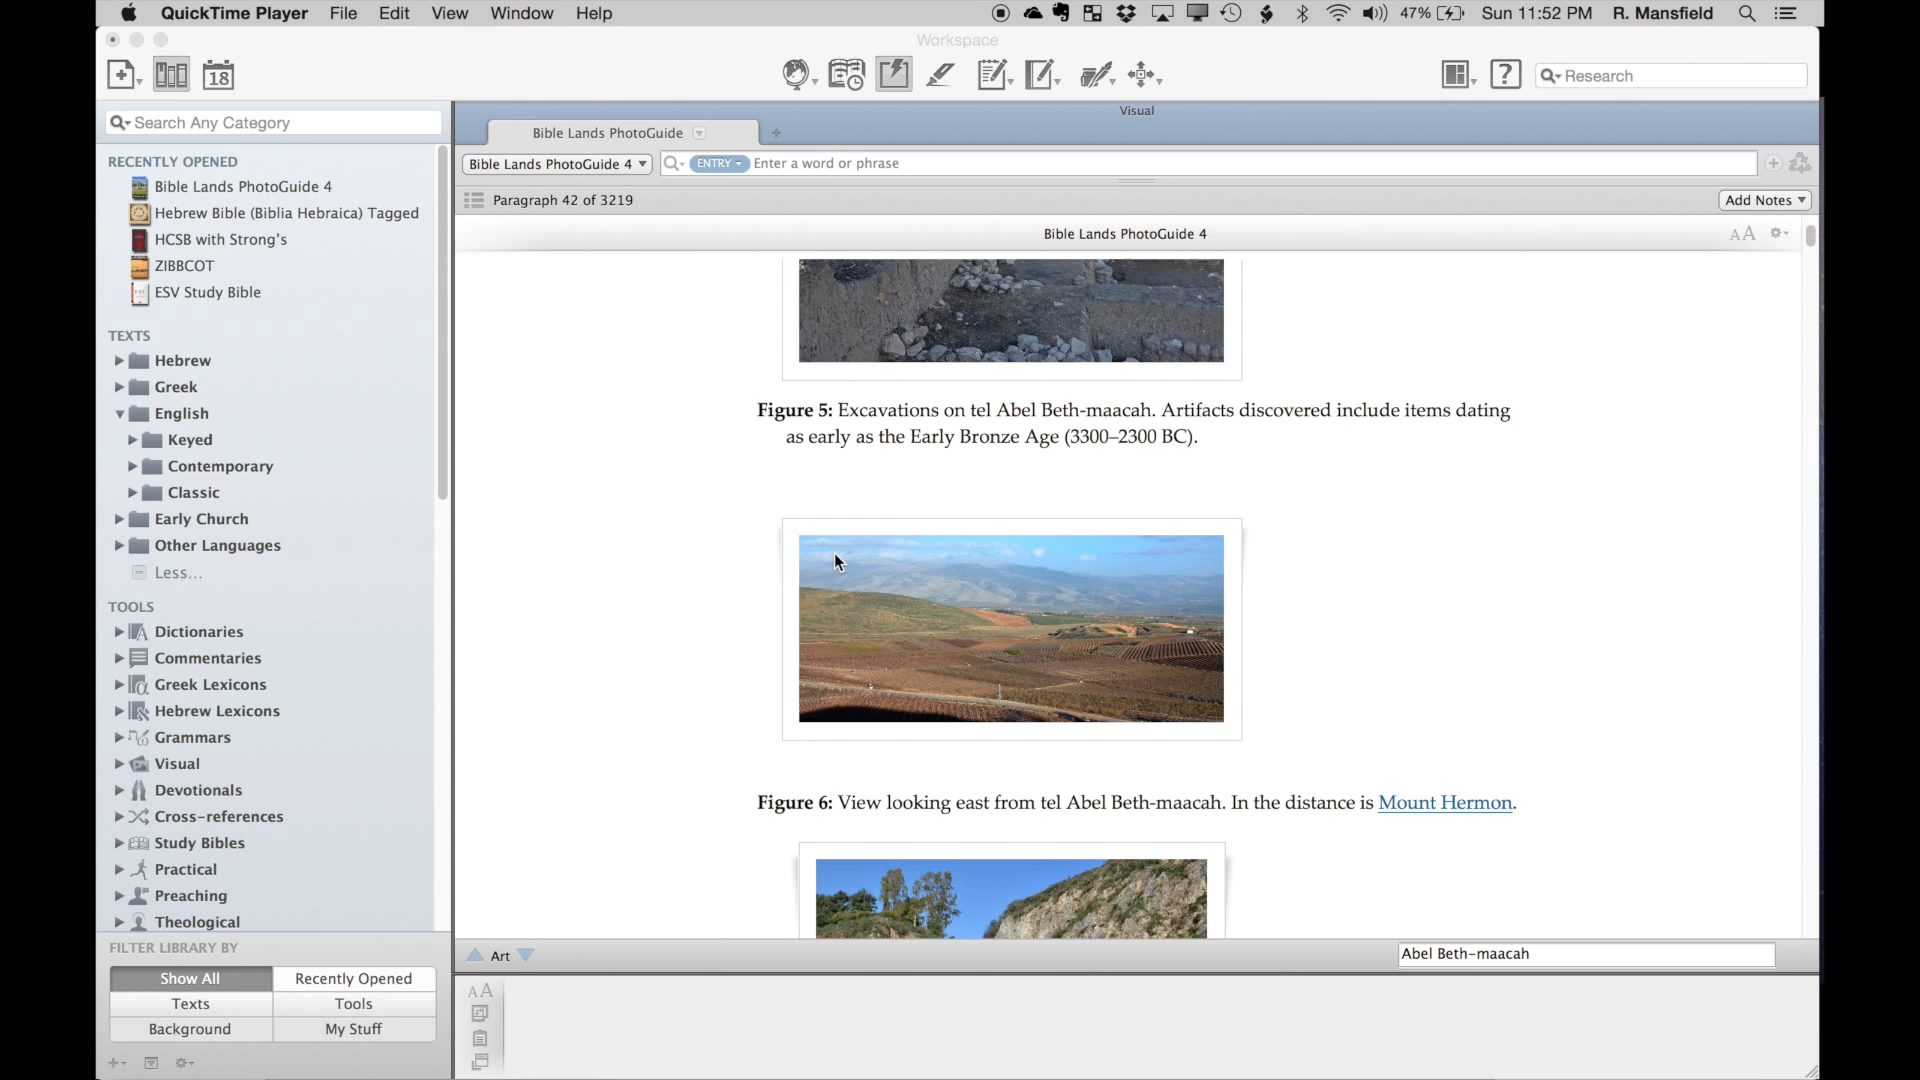 QuickTime Player File Edit View Window Help 47% Sun 11:52 PM R. Mansfield
Workspace
18
? Research
Search Any Category
RECENTLY OPENED
Bible Lands PhotoGuide 4
Hebrew Bible (Biblia Hebraica) Tagged
HCSB with Strong's
ZIBBCOT
ESV Study Bible
TEXTS
Hebrew
Greek
English
Keyed
Contemporary
Classic
Early Church
Other Languages
Less...
TOOLS
Dictionaries
Commentaries
Greek Lexicons
Hebrew Lexicons
Grammars
Visual
Devotionals
Cross-references
Study Bibles
Practical
Preaching
Theological
FILTER LIBRARY BY
Show All Recently Opened
Texts Tools
Background My Stuff
Visual
Bible Lands PhotoGuide
Bible Lands PhotoGuide 4 ENTRY Enter a word or phrase
Paragraph 42 of 3219 Add Notes
Bible Lands PhotoGuide 4 AA
Figure 5: Excavations on tel Abel Beth-maacah. Artifacts discovered include items dating
as early as the Early Bronze Age (3300–2300 BC).
Figure 6: View looking east from tel Abel Beth-maacah. In the distance is Mount Hermon.
Art Abel Beth-maacah
AA